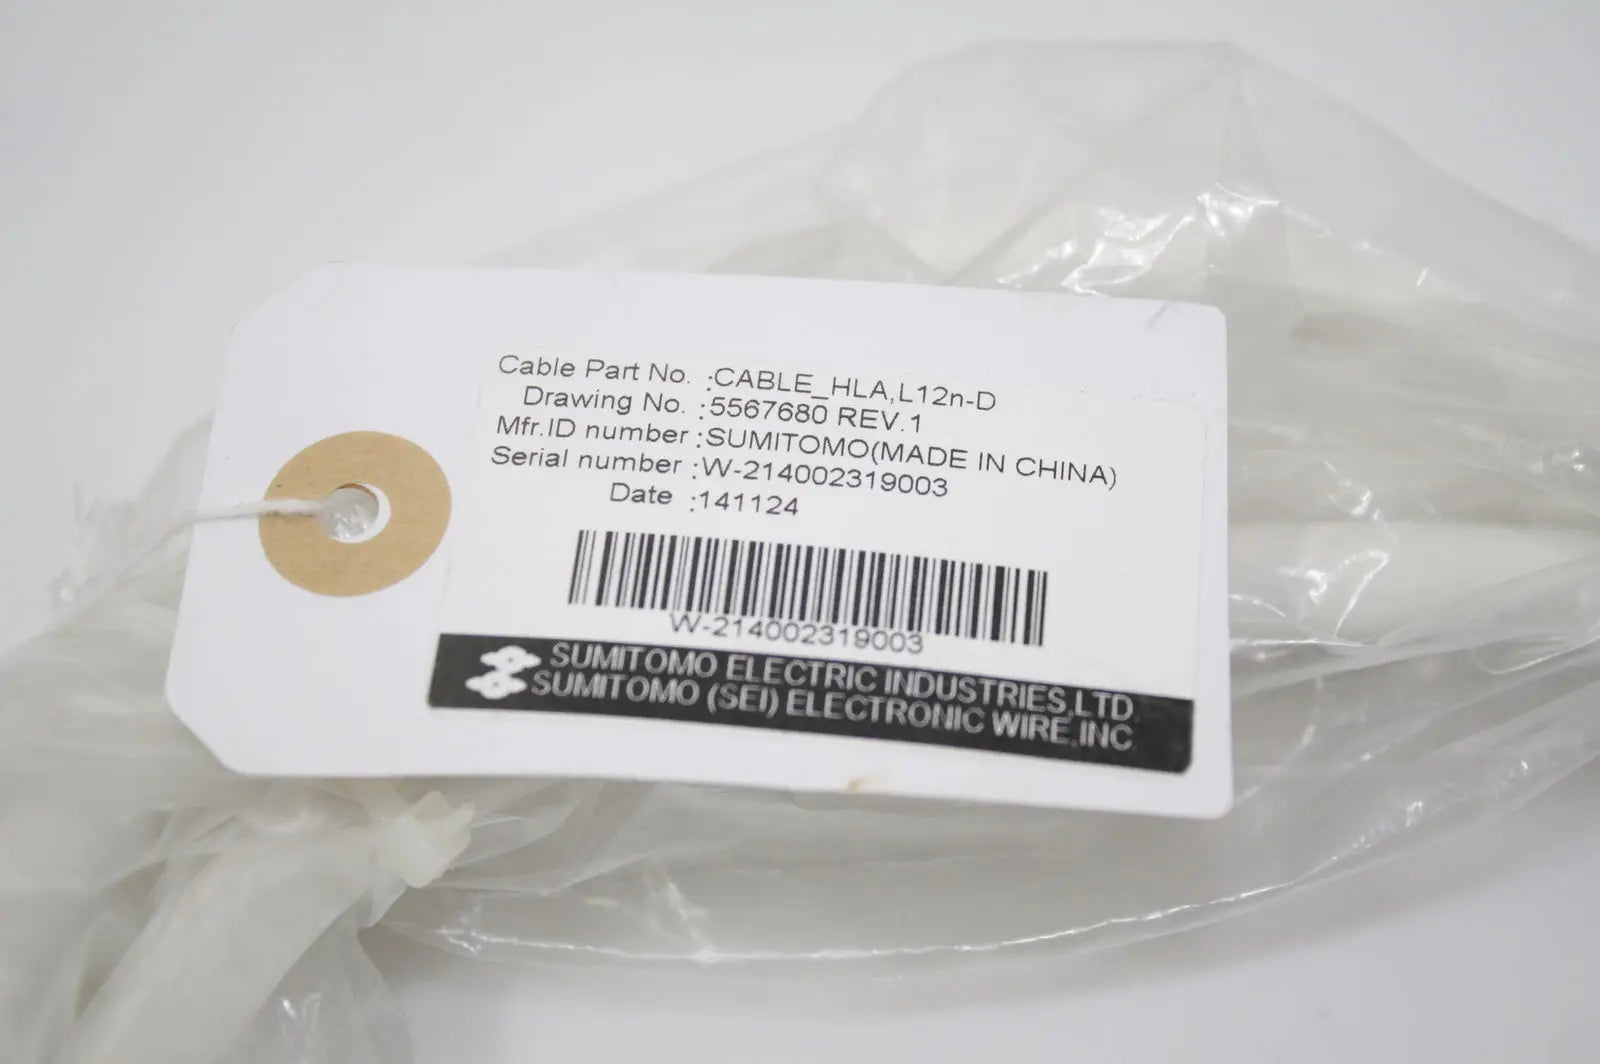 Cable Part No. :CABLE_HLA,L12n-D
Drawing No. :5567680 REV.1
Mfr.ID number :SUMITOMO(MADE IN CHINA)
Serial number :W-214002319003
Date :141124
W-214002319003
SUMITOMO ELECTRIC INDUSTRIES,LTD.
SUMITOMO (SEI) ELECTRONIC WIRE,INC.